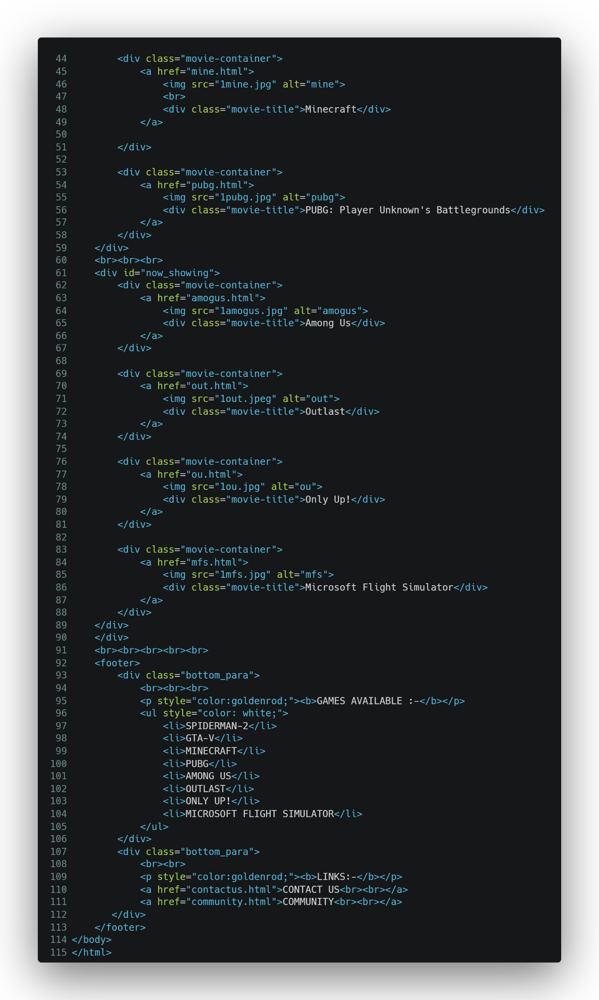 44         <div class="movie-container">
45             <a href="mine.html">
46                 <img src="1mine.jpg" alt="mine">
47                 <br>
48                 <div class="movie-title">Minecraft</div>
49             </a>
50
51         </div>
52
53         <div class="movie-container">
54             <a href="pubg.html">
55                 <img src="1pubg.jpg" alt="pubg">
56                 <div class="movie-title">PUBG: Player Unknown's Battlegrounds</div>
57             </a>
58         </div>
59     </div>
60     <br><br><br>
61     <div id="now_showing">
62         <div class="movie-container">
63             <a href="amogus.html">
64                 <img src="1amogus.jpg" alt="amogus">
65                 <div class="movie-title">Among Us</div>
66             </a>
67         </div>
68
69         <div class="movie-container">
70             <a href="out.html">
71                 <img src="1out.jpeg" alt="out">
72                 <div class="movie-title">Outlast</div>
73             </a>
74         </div>
75
76         <div class="movie-container">
77             <a href="ou.html">
78                 <img src="1ou.jpg" alt="ou">
79                 <div class="movie-title">Only Up!</div>
80             </a>
81         </div>
82
83         <div class="movie-container">
84             <a href="mfs.html">
85                 <img src="1mfs.jpg" alt="mfs">
86                 <div class="movie-title">Microsoft Flight Simulator</div>
87             </a>
88         </div>
89     </div>
90     </div>
91     <br><br><br><br><br>
92     <footer>
93         <div class="bottom_para">
94             <br><br><br>
95             <p style="color:goldenrod;"><b>GAMES AVAILABLE :-</b></p>
96             <ul style="color: white;">
97                 <li>SPIDERMAN-2</li>
98                 <li>GTA-V</li>
99                 <li>MINECRAFT</li>
100                 <li>PUBG</li>
101                 <li>AMONG US</li>
102                 <li>OUTLAST</li>
103                 <li>ONLY UP!</li>
104                 <li>MICROSOFT FLIGHT SIMULATOR</li>
105             </ul>
106         </div>
107         <div class="bottom_para">
108             <br><br>
109             <p style="color:goldenrod;"><b>LINKS:-</b></p>
110             <a href="contactus.html">CONTACT US<br><br></a>
111             <a href="community.html">COMMUNITY<br><br></a>
112        </div>
113     </footer>
114 </body>
115 </html>